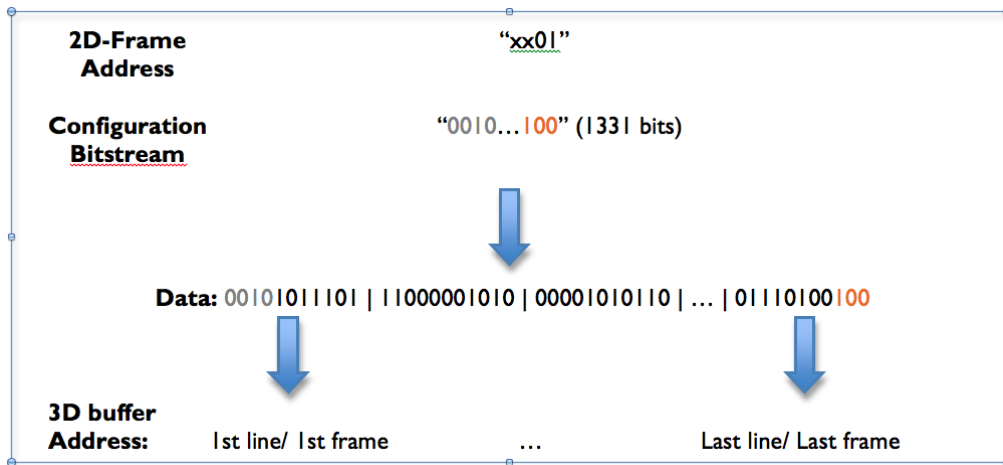 2D-Frame Address
“xx01”
Configuration Bitstream
“0010...100” (1331 bits)
Data: 00101011101 | 11000001010 | 00001010110 | ... | 01110100100
3D buffer Address:
1st line/ 1st frame
...
Last line/ Last frame